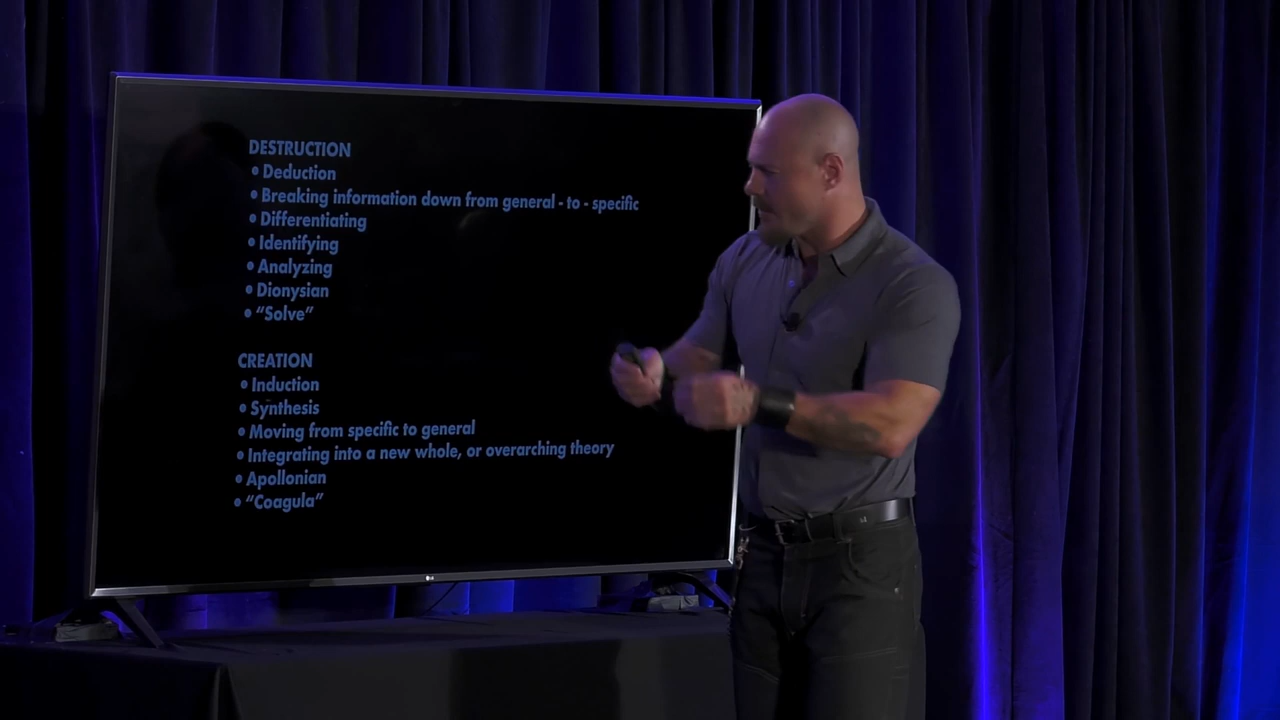 DESTRUCTION
• Deduction
• Breaking information down from general - to - specific
• Differentiating
• Identifying
• Analyzing
• Dionysian
• “Solve”
CREATION
• Induction
• Synthesis
• Moving from specific to general
• Integrating into a new whole, or overarching theory
• Apollonian
• “Coagula”
LG